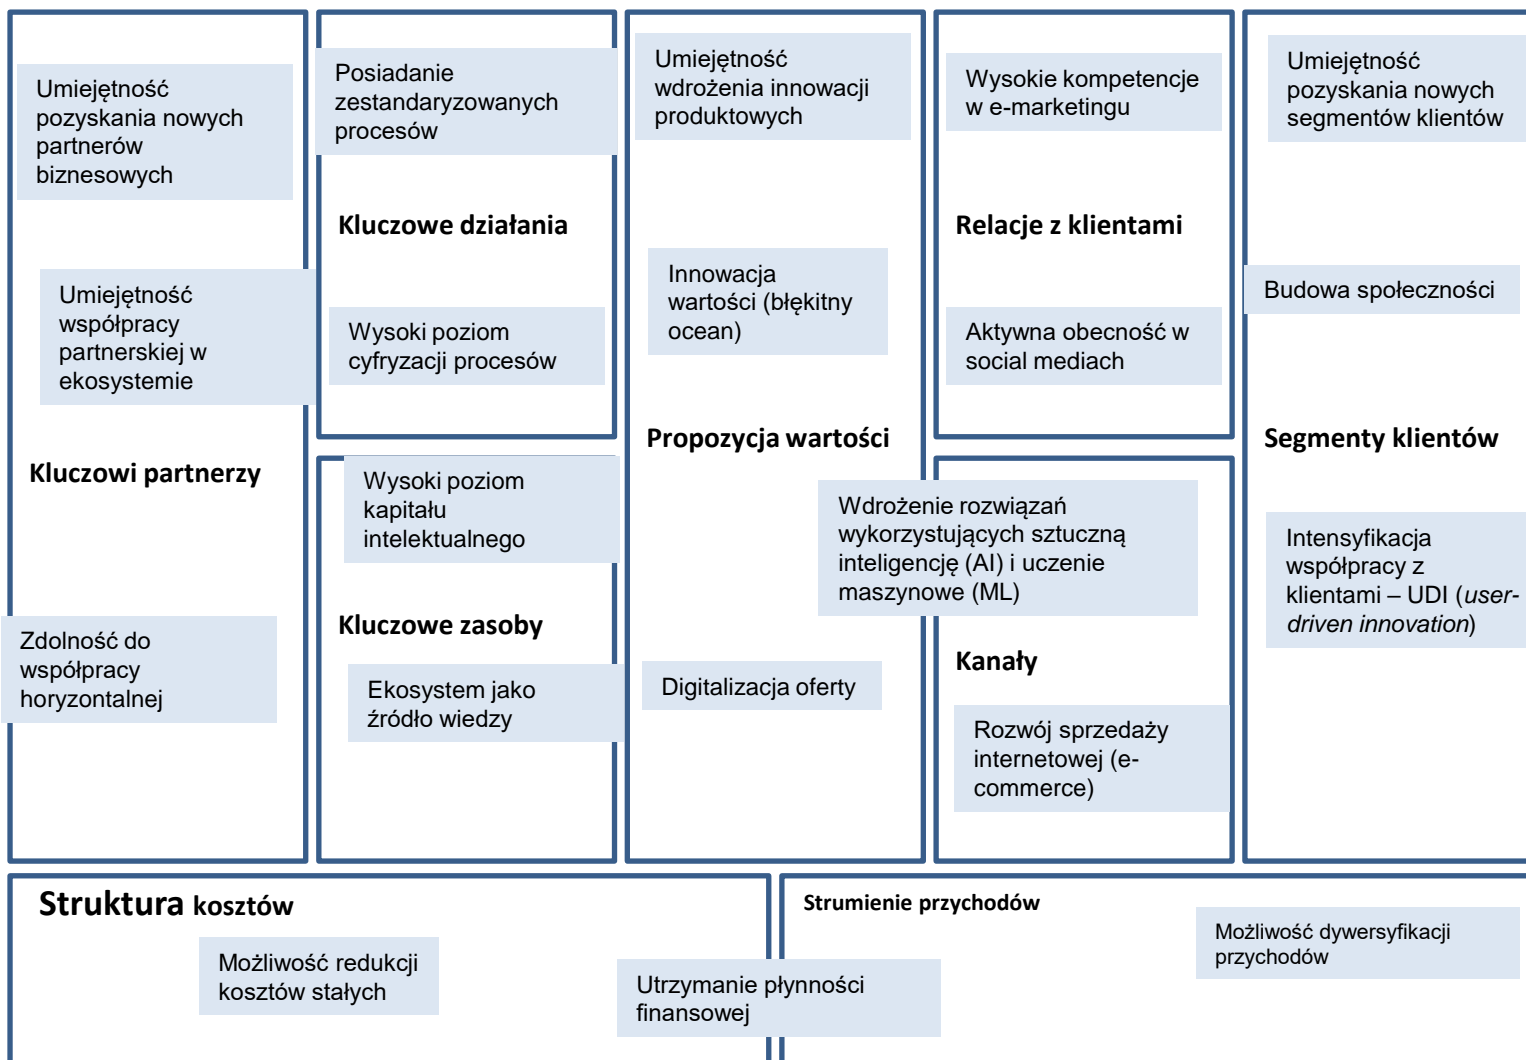 Umiejętność
pozyskania nowych
partnerów
biznesowych
Umiejętność
współpracy
partnerskiej w
ekosystemie
Kluczowi partnerzy
Zdolność do
współpracy
horyzontalnej
Posiadanie
zestandaryzowanych
procesów
Kluczowe działania
Wysoki poziom
cyfryzacji procesów
Wysoki poziom
kapitału
intelektualnego
Kluczowe zasoby
Ekosystem jako
źródło wiedzy
Umiejętność
wdrożenia innowacji
produktowych
Innowacja
wartości (błękitny
ocean)
Propozycja wartości
Wdrożenie rozwiązań
wykorzystujących sztuczną
inteligencję (AI) i uczenie
maszynowe (ML)
Digitalizacja oferty
Wysokie kompetencje
w e-marketingu
Relacje z klientami
Aktywna obecność w
social mediach
Kanały
Rozwój sprzedaży
internetowej (e-
commerce)
Umiejętność
pozyskania nowych
segmentów klientów
Budowa społeczności
Segmenty klientów
Intensyfikacja
współpracy z
klientami – UDI (user-
driven innovation)
Struktura kosztów
Możliwość redukcji
kosztów stałych
Utrzymanie płynności
finansowej
Strumienie przychodów
Możliwość dywersyfikacji
przychodów